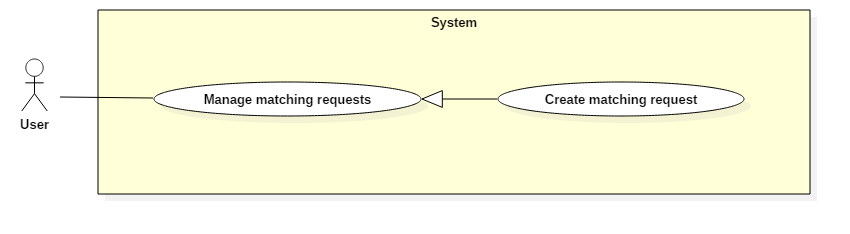 System
Manage matching requests
Create matching request
User